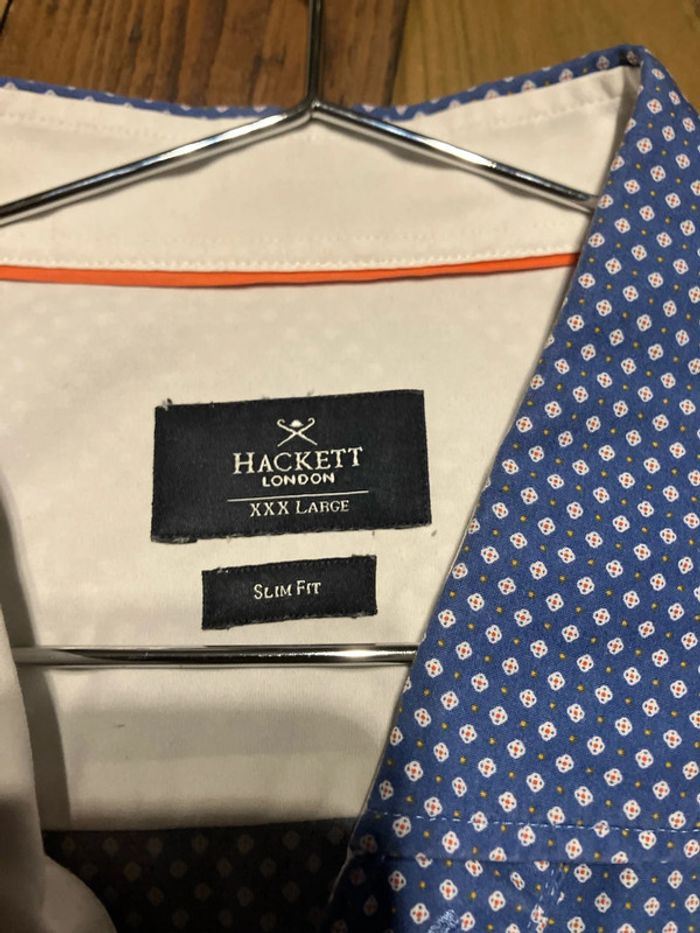 HACKETT
LONDON
XXX LARGE
SLIM FIT